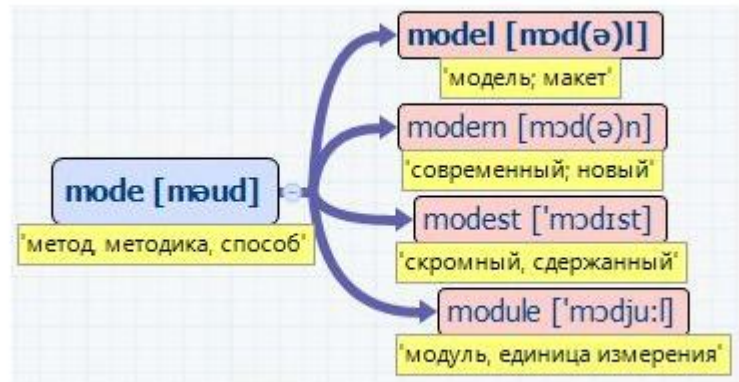 mode [məud]
'метод, методика, способ'
model [mɔd(ə)l]
'модель; макет'
modern [mɔd(ə)n]
'современный; новый'
modest ['mɔdɪst]
'скромный, сдержанный'
module ['mɔdju:l]
'модуль, единица измерения'